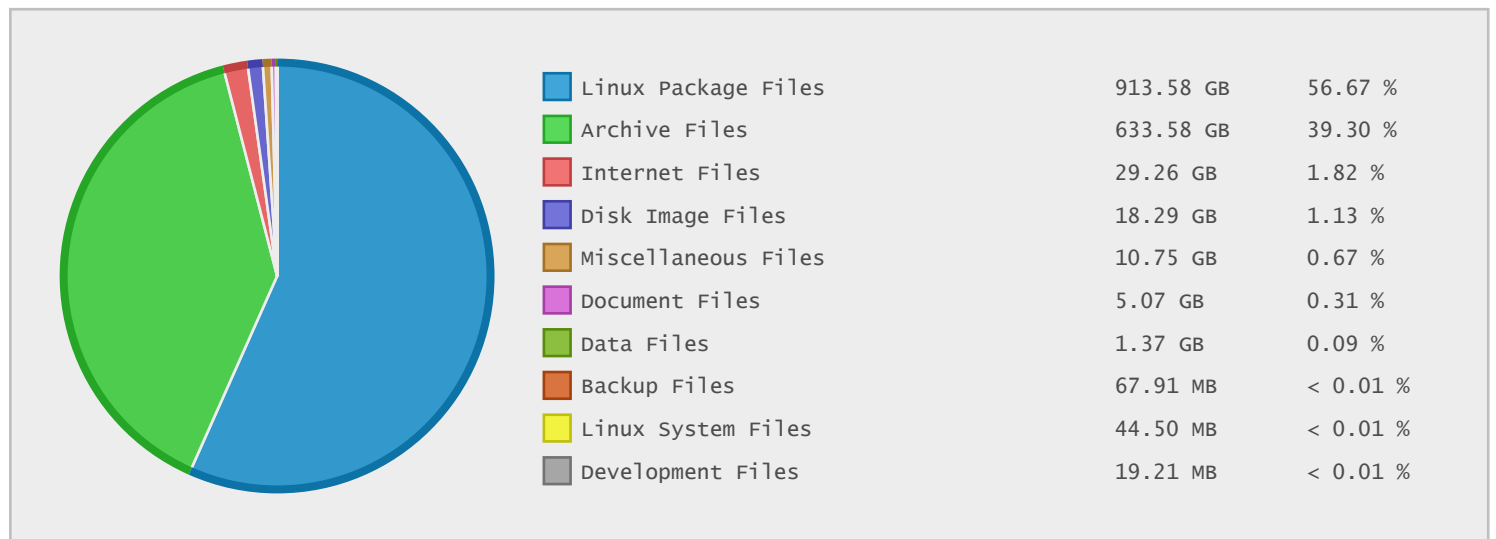 Linux Package Files 913.58 GB 56.67 %
Archive Files 633.58 GB 39.30 %
Internet Files 29.26 GB 1.82 %
Disk Image Files 18.29 GB 1.13 %
Miscellaneous Files 10.75 GB 0.67 %
Document Files 5.07 GB 0.31 %
Data Files 1.37 GB 0.09 %
Backup Files 67.91 MB < 0.01 %
Linux System Files 44.50 MB < 0.01 %
Development Files 19.21 MB < 0.01 %